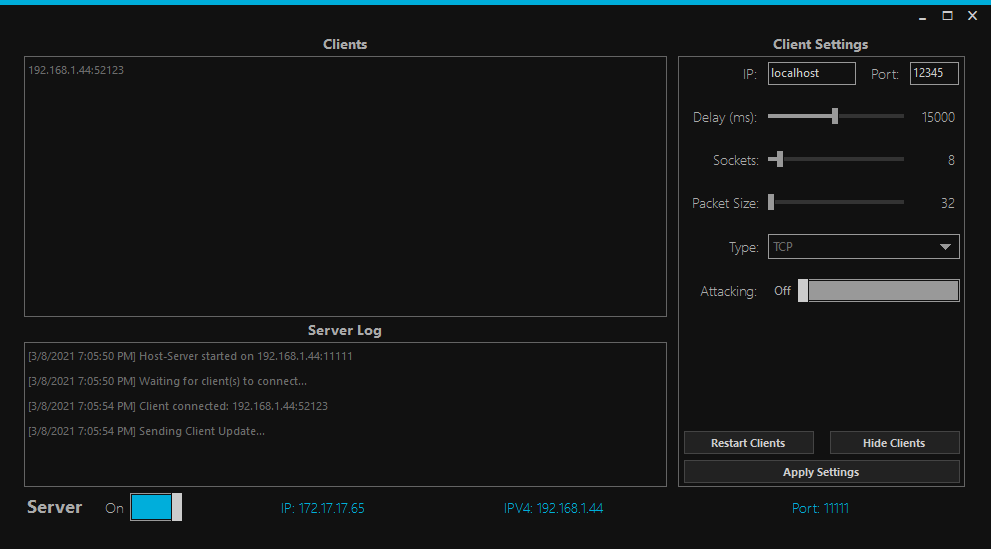 Clients
192.168.1.44:52123
Server Log
[3/8/2021 7:05:50 PM] Host-Server started on 192.168.1.44:11111
[3/8/2021 7:05:50 PM] Waiting for client(s) to connect...
[3/8/2021 7:05:54 PM] Client connected: 192.168.1.44:52123
[3/8/2021 7:05:54 PM] Sending Client Update...
Client Settings
IP: localhost Port: 12345
Delay (ms): 15000
Sockets: 8
Packet Size: 32
Type: TCP
Attacking: Off
Restart Clients Hide Clients
Apply Settings
Server On IP: 172.17.17.65 IPV4: 192.168.1.44 Port: 11111